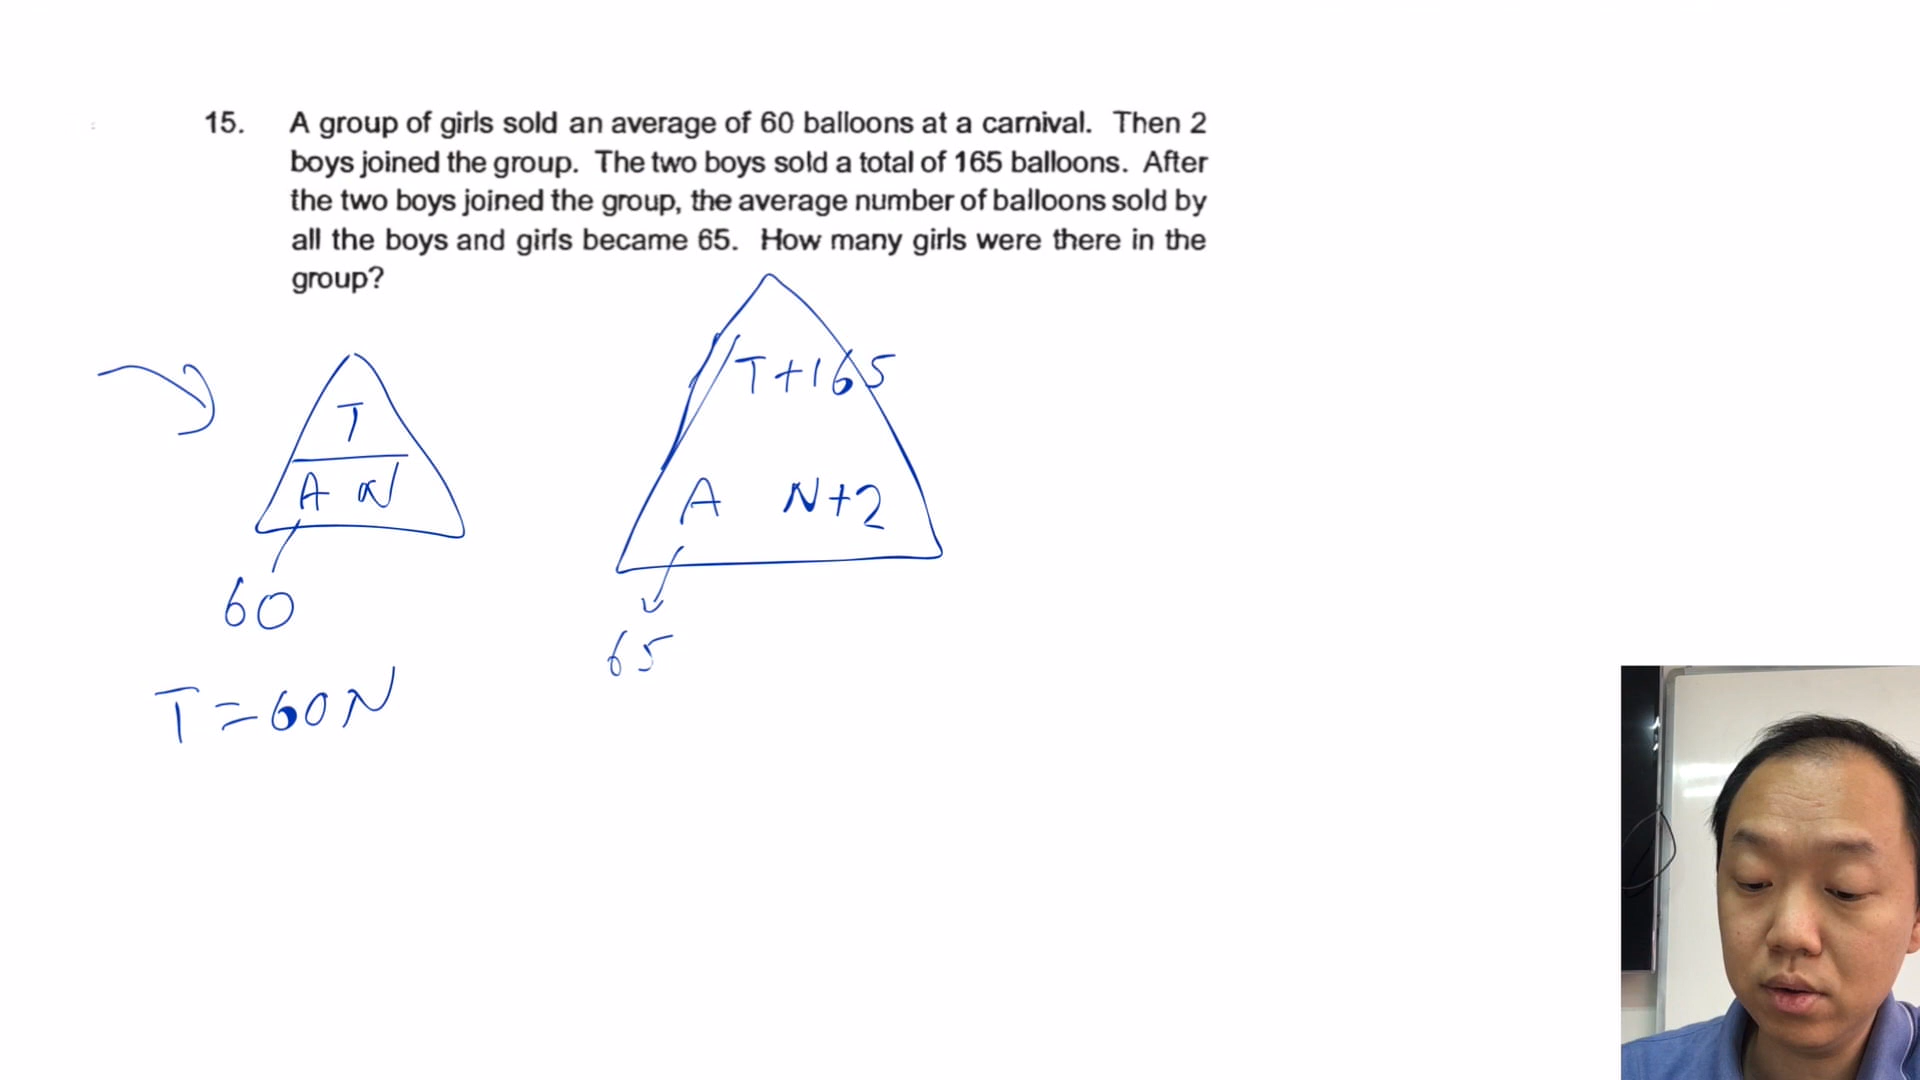 15. A group of girls sold an average of 60 balloons at a carnival. Then 2
boys joined the group. The two boys sold a total of 165 balloons. After
the two boys joined the group, the average number of balloons sold by
all the boys and girls became 65. How many girls were there in the
group?
T
A N
60
T=60N
T+165
A N+2
65